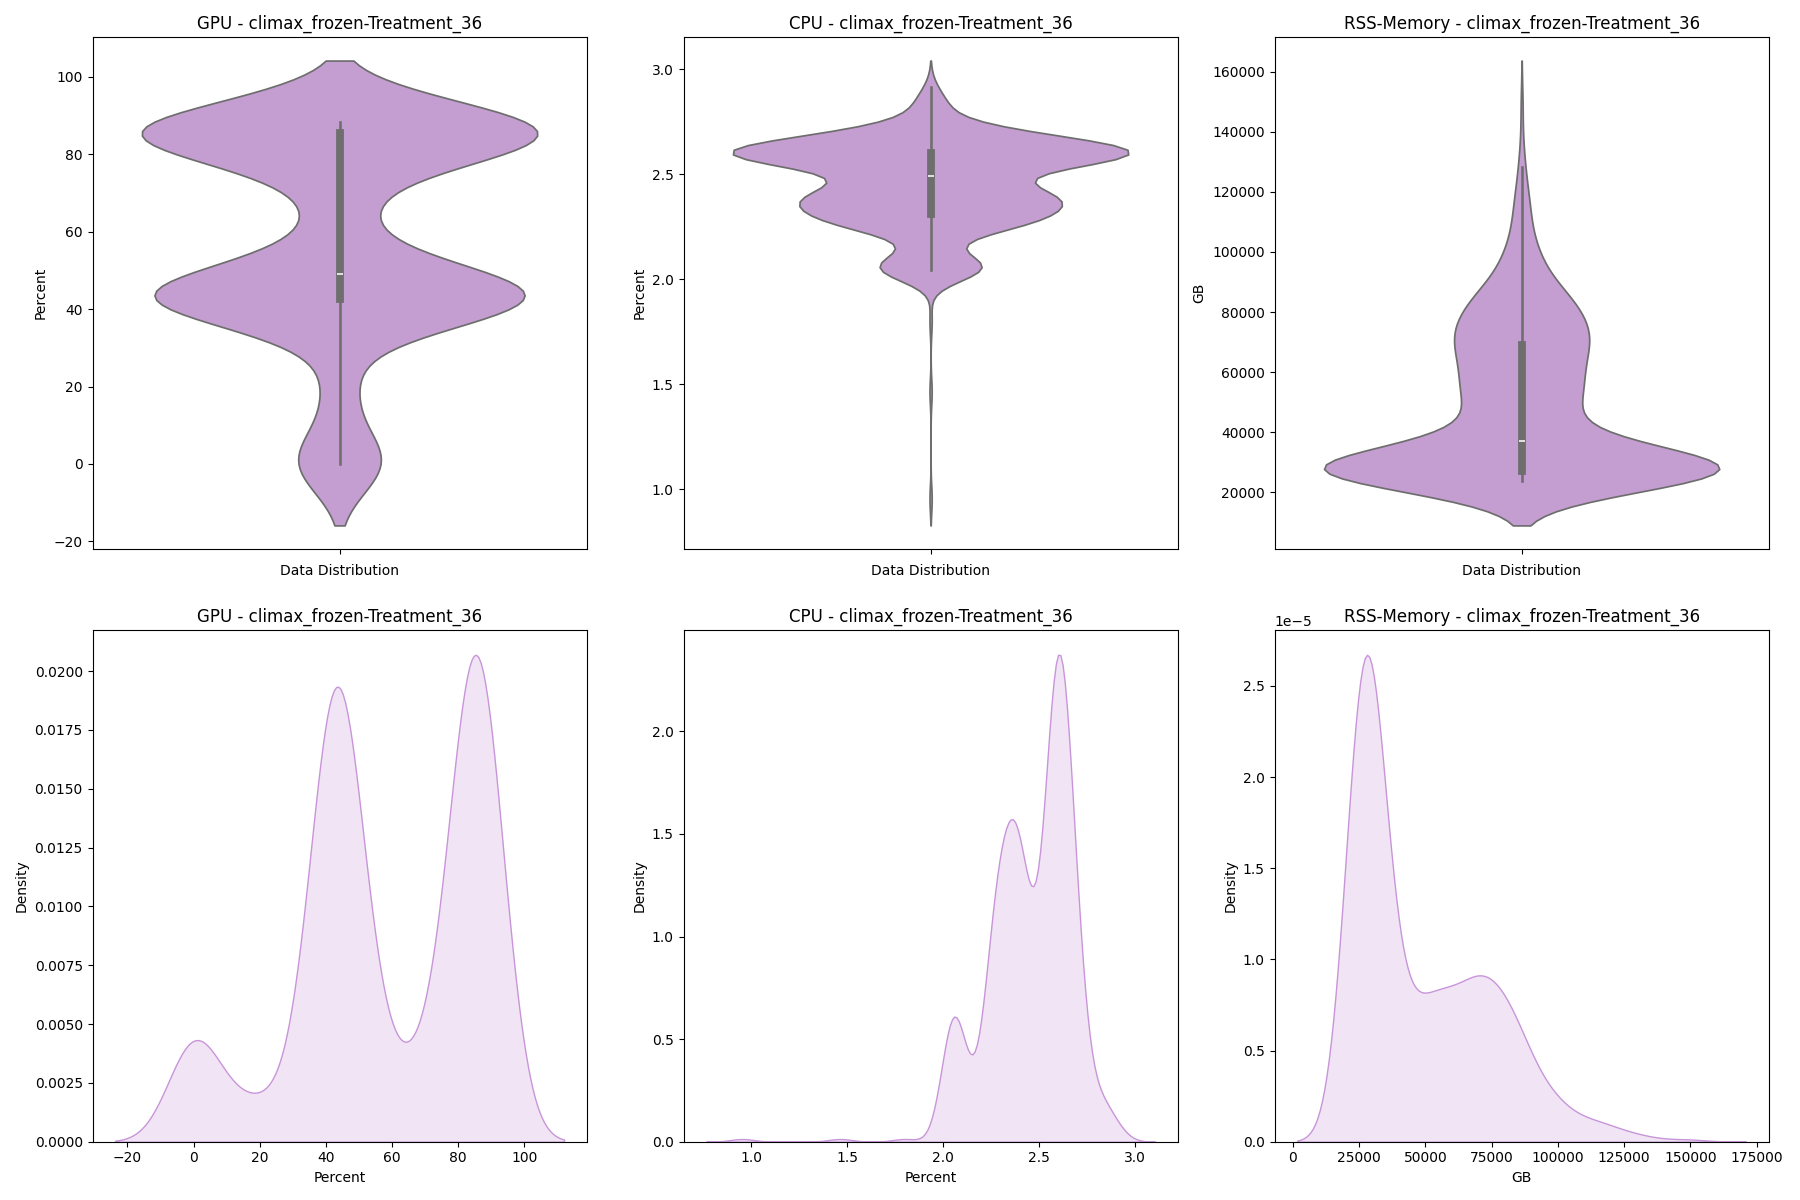 GPU - climax_frozen-Treatment_36
CPU - climax_frozen-Treatment_36
RSS-Memory - climax_frozen-Treatment_36
100
80
60
40
20
0
−20
Percent
Data Distribution
3.0
2.5
2.0
1.5
1.0
Percent
Data Distribution
160000
140000
120000
100000
80000
60000
40000
20000
GB
Data Distribution
GPU - climax_frozen-Treatment_36
CPU - climax_frozen-Treatment_36
RSS-Memory - climax_frozen-Treatment_36
0.0200
0.0175
0.0150
0.0125
0.0100
0.0075
0.0050
0.0025
0.0000
Density
−20 0 20 40 60 80 100
Percent
2.0
1.5
1.0
0.5
0.0
Density
1.0 1.5 2.0 2.5 3.0
Percent
1e−5
2.5
2.0
1.5
1.0
0.5
0.0
Density
0 25000 50000 75000 100000 125000 150000 175000
GB